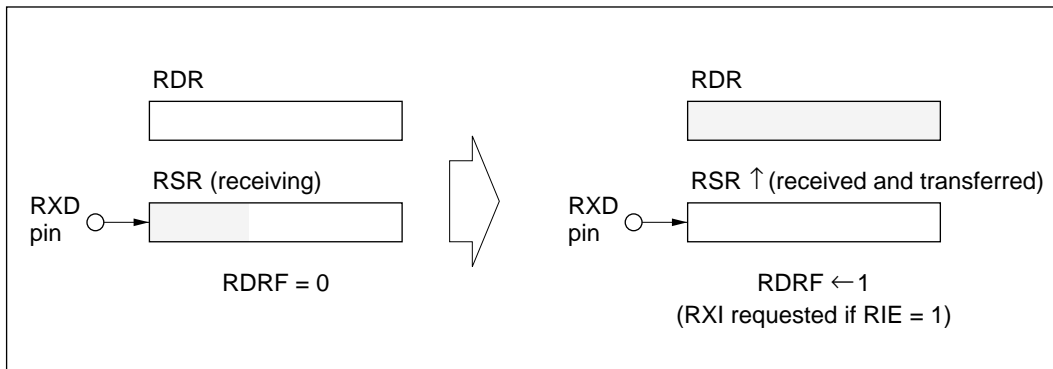 RDR
RSR (receiving)
RXD
pin
RDRF = 0
RDR
RSR ↑ (received and transferred)
RXD
pin
RDRF ← 1
(RXI requested if RIE = 1)